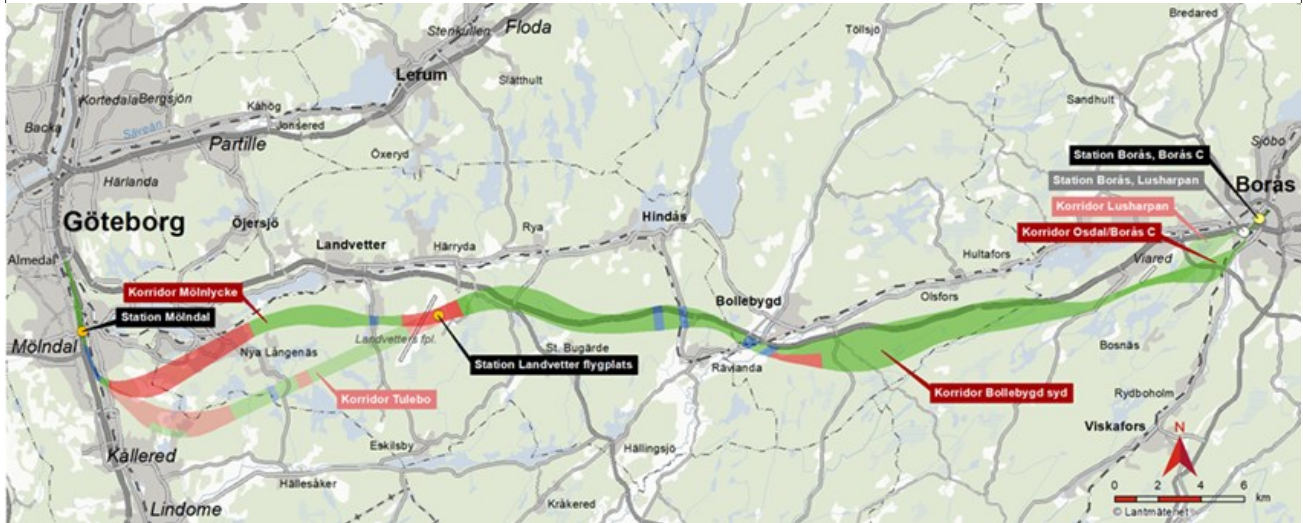 Bredared
Töllsjö
Stenkullen
Floda
Lerum
Slätthult
Kortedala
Bergsjön
Kåhög
Jonsered
Sandhult
Backa
Säveån
Partille
Öxeryd
Sjöbo
Station Borås, Borås C
Härlanda
Station Borås, Lusharpan
Borås
Göteborg
Öjersjö
Hindås
Korridor Lusharpan
Rya
Korridor Osdal/Borås C
Landvetter
Härryda
Almedal
Hultafors
Viared
Korridor Mölnlycke
Bollebygd
Olsfors
Station Mölndal
Landvetters fpl.
Mölndal
Nya Långenäs
St. Bugärde
Bosnäs
Station Landvetter flygplats
Rävlanda
Korridor Tulebo
Korridor Bollebygd syd
Rydboholm
Viskafors
N
Eskilsby
Hällingsjö
Kållered
Hällesåker
0 2 4 6
km
Kråkered
Lindome
© Lantmäteriet